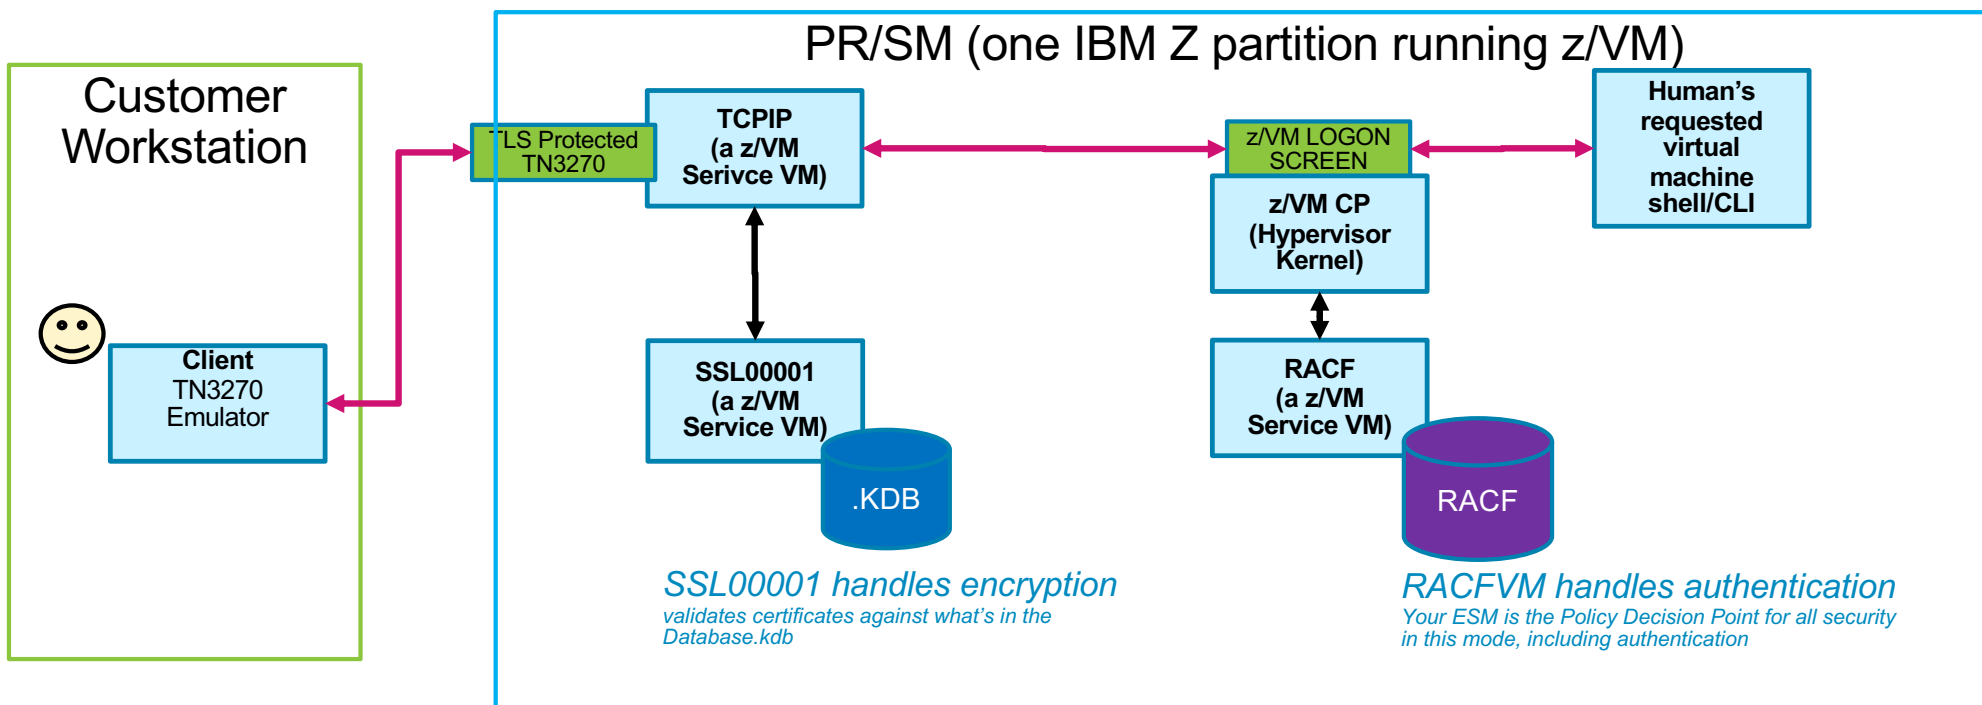 PR/SM (one IBM Z partition running z/VM)
Customer
Workstation
Client
TN3270
Emulator
TLS Protected
TN3270
TCPIP
(a z/VM
Serivce VM)
SSL00001
(a z/VM
Service VM)
.KDB
SSL00001 handles encryption
validates certificates against what's in the
Database.kdb
z/VM LOGON
SCREEN
z/VM CP
(Hypervisor
Kernel)
RACF
(a z/VM
Service VM)
RACF
RACFVM handles authentication
Your ESM is the Policy Decision Point for all security
in this mode, including authentication
Human's
requested
virtual
machine
shell/CLI